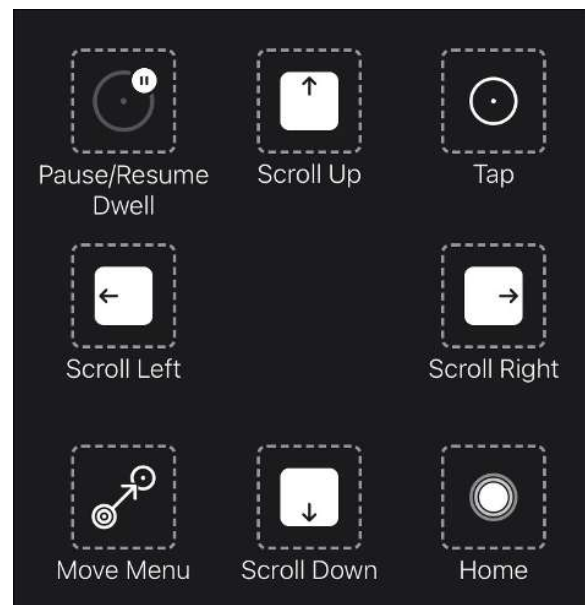 Pause/Resume
Dwell
Scroll Up
Tap
Scroll Left
Scroll Right
Move Menu
Scroll Down
Home